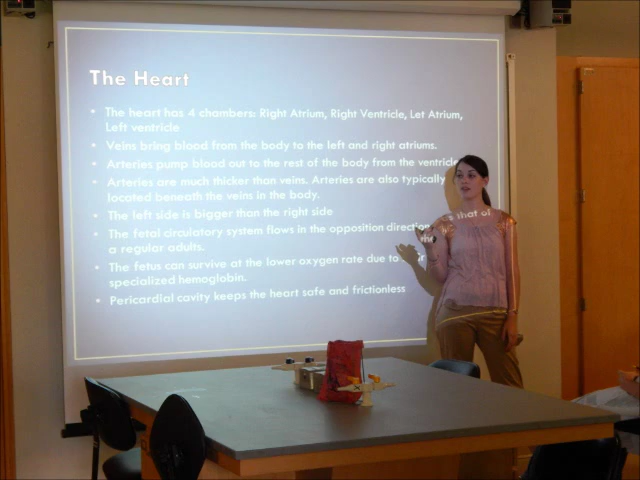 The Heart
• The heart has 4 chambers: Right Atrium, Right Ventricle, Let Atrium,
Left ventricle
• Veins bring blood from the body to the left and right atriums.
• Arteries pump blood out to the rest of the body from the ventricle
• Arteries are much thicker than veins. Arteries are also typically
located beneath the veins in the body.
• The left side is bigger than the right side
• The fetal circulatory system flows in the opposition direction as that of
a regular adults.
• The fetus can survive at the lower oxygen rate due to
specialized hemoglobin.
• Pericardial cavity keeps the heart safe and frictionless